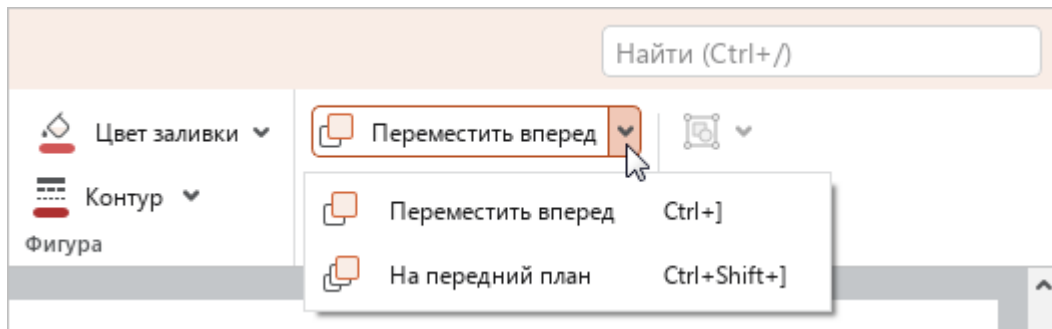 Найти (Ctrl+/)
Цвет заливки
Переместить вперед
Контур
Фигура
Переместить вперед Ctrl+]
На передний план Ctrl+Shift+]